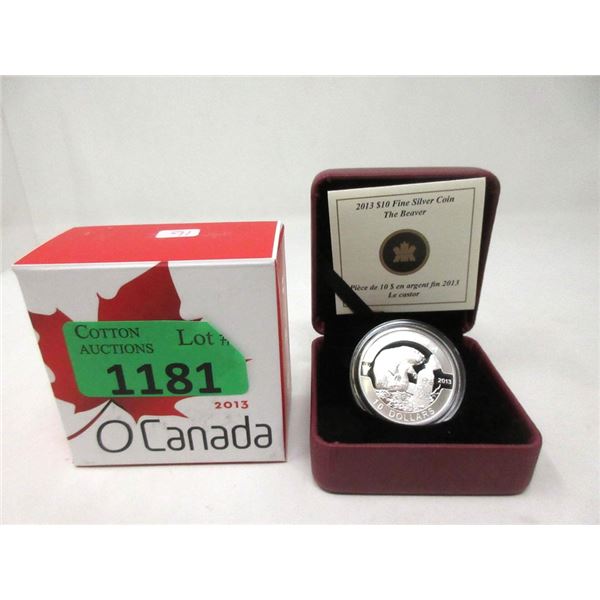 COTTON
AUCTIONS
Lot #
1181
2013
O Canada
2013 $10 Fine Silver Coin
The Beaver
Pièce de 10 $ en argent fin 2013
Le castor
2013
10 DOLLARS